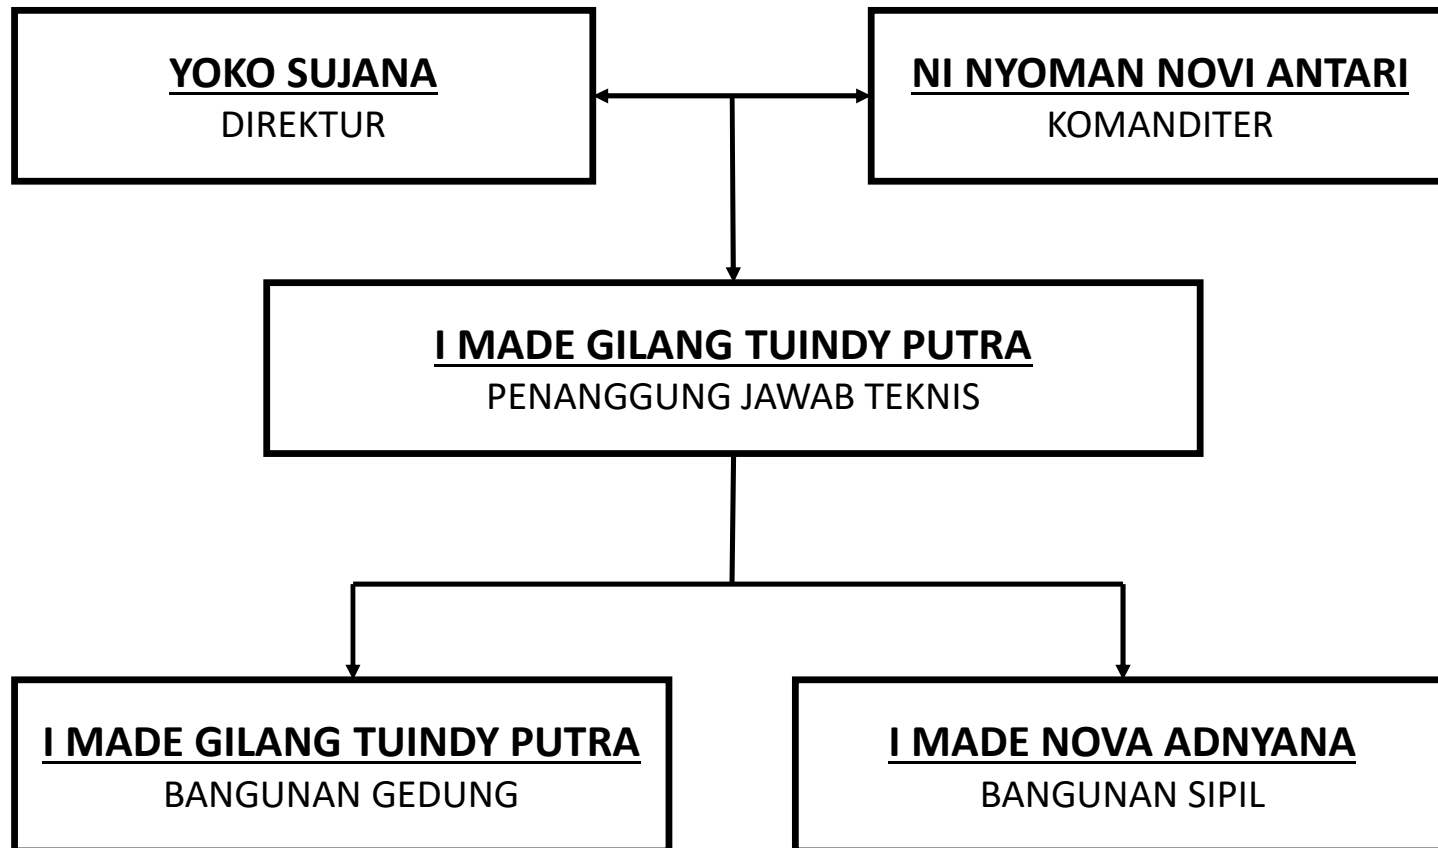 YOKO SUJANA
DIREKTUR
NI NYOMAN NOVI ANTARI
KOMANDITER
I MADE GILANG TUINDY PUTRA
PENANGGUNG JAWAB TEKNIS
I MADE GILANG TUINDY PUTRA
BANGUNAN GEDUNG
I MADE NOVA ADNYANA
BANGUNAN SIPIL